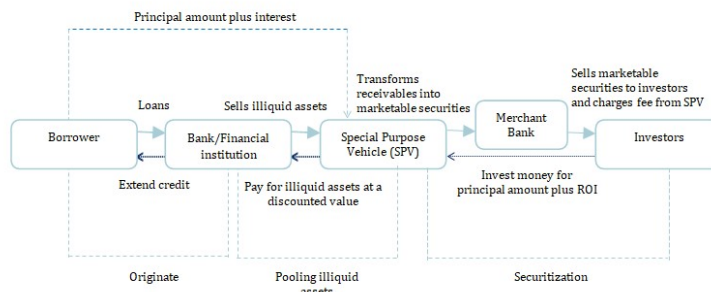 Principal amount plus interest
Loans
Sells illiquid assets
Transforms
receivables into
marketable securities
Sells marketable
securities to investors
and charges fee from SPV
Borrower
Bank/Financial
institution
Special Purpose
Vehicle (SPV)
Merchant
Bank
Investors
Extend credit
Pay for illiquid assets at a
discounted value
Invest money for
principal amount plus ROI
Originate
Pooling illiquid
assets
Securitization